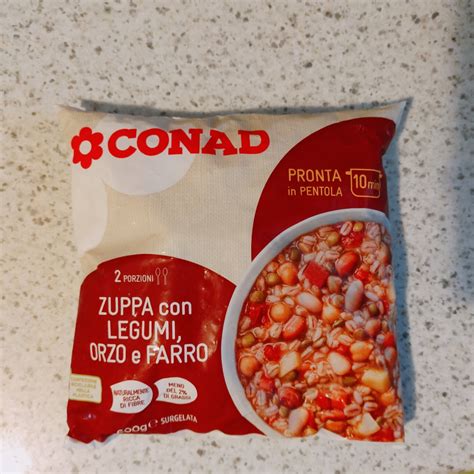 CONAD
PRONTA
in PENTOLA
10 min
2 PORZIONI
ZUPPA con
LEGUMI,
ORZO e FARRO
NATURALMENTE
RICCA
DI FIBRE
MENO
DEL 2%
DI GRASSI
600g
SURGELATA